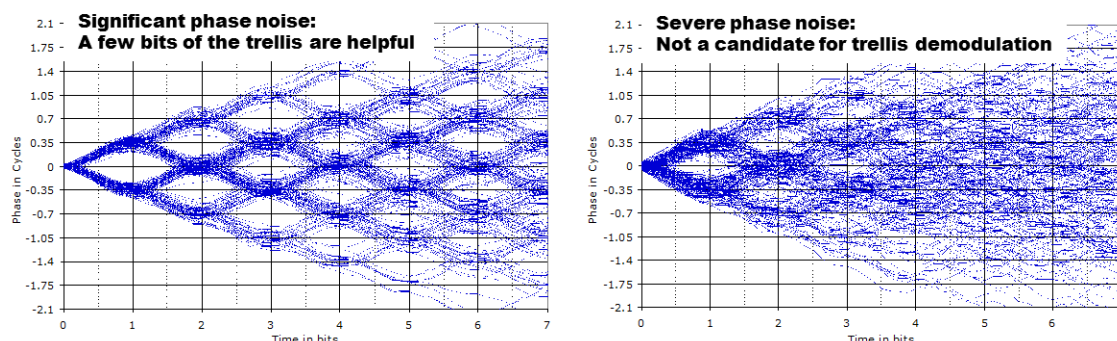 Significant phase noise:
A few bits of the trellis are helpful
2.1
1.75
1.4
1.05
0.7
0.35
0
-0.35
-0.7
-1.05
-1.4
-1.75
-2.1
Phase in Cycles
0 1 2 3 4 5 6 7
Time in bits
Severe phase noise:
Not a candidate for trellis demodulation
2.1
1.75
1.4
1.05
0.7
0.35
0
-0.35
-0.7
-1.05
-1.4
-1.75
-2.1
Phase in Cycles
0 1 2 3 4 5 6
Time in bits